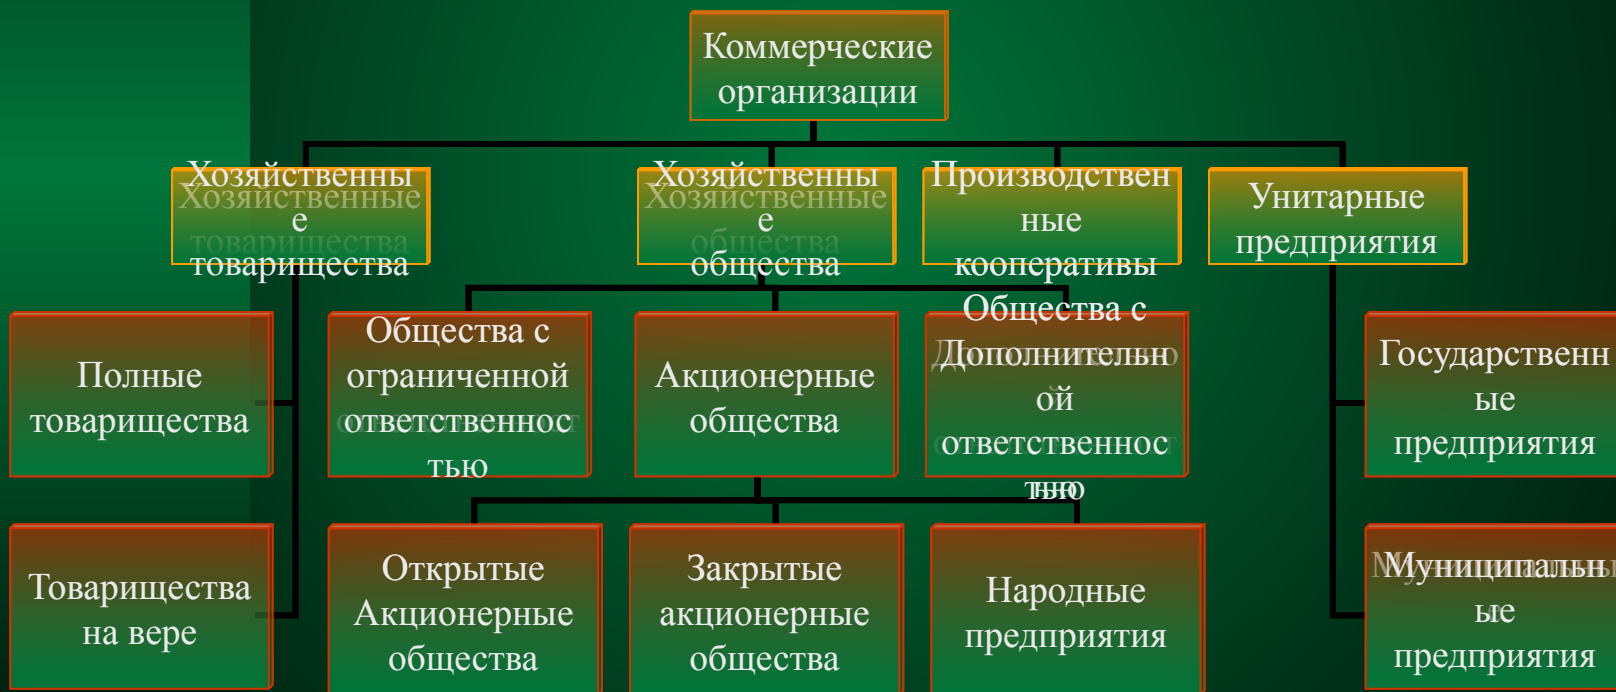 Коммерческие
организации
Хозяйственны
е
товарищества
Хозяйственны
е
общества
Производствен
ные
кооперативы
Унитарные
предприятия
Полные
товарищества
Общества с
ограниченной
ответственнос
тью
Акционерные
общества
Общества с
Дополнительн
ой
ответственнос
тью
Государственн
ые
предприятия
Товарищества
на вере
Открытые
Акционерные
общества
Закрытые
акционерные
общества
Народные
предприятия
Муниципальн
ые
предприятия